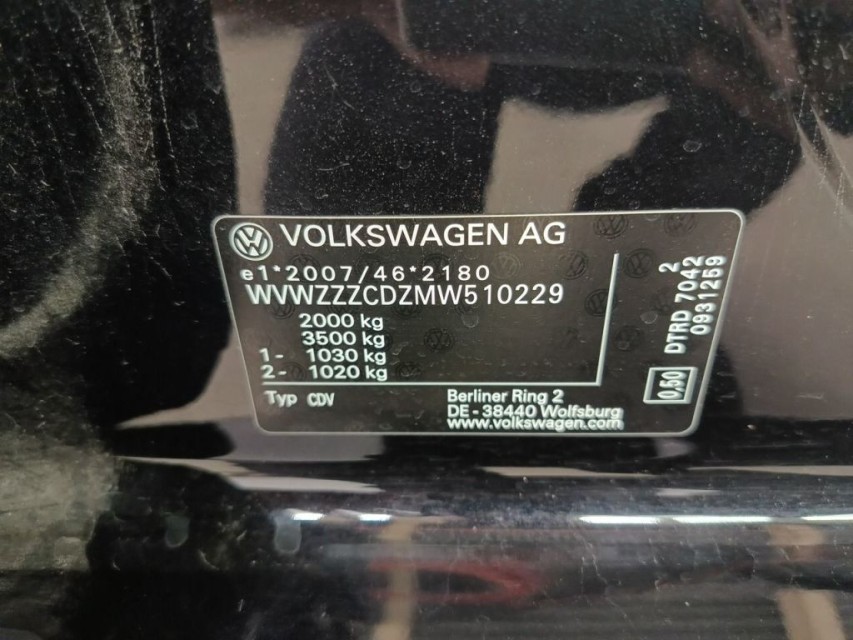 VOLKSWAGEN AG
e1*2007/46*2180
WVWZZZCDZMW510229
2000 kg
3500 kg
1- 1030 kg
2- 1020 kg
Typ CDV
Berliner Ring 2
DE-38440 Wolfsburg
www.volkswagen.com
2
DTRD 7042
0931259
0.50